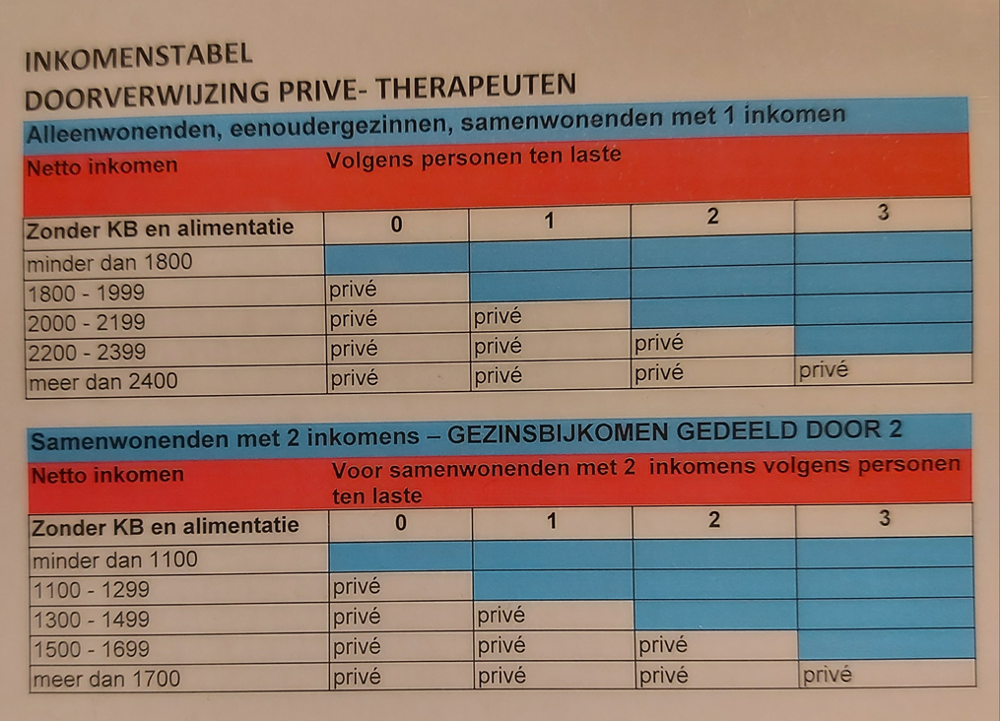 INKOMENSTABEL
DOORVERWIJZING PRIVE- THERAPEUTEN
Alleenwonenden, eenoudergezinnen, samenwonenden met 1 inkomen
Netto inkomen Volgens personen ten laste
Zonder KB en alimentatie 0 1 2 3
minder dan 1800
1800 - 1999 privé
2000 - 2199 privé privé
2200 - 2399 privé privé privé
meer dan 2400 privé privé privé privé
Samenwonenden met 2 inkomens – GEZINSBIJKOMEN GEDEELD DOOR 2
Netto inkomen Voor samenwonenden met 2 inkomens volgens personen
ten laste
Zonder KB en alimentatie 0 1 2 3
minder dan 1100
1100 - 1299 privé
1300 - 1499 privé privé
1500 - 1699 privé privé privé
meer dan 1700 privé privé privé privé